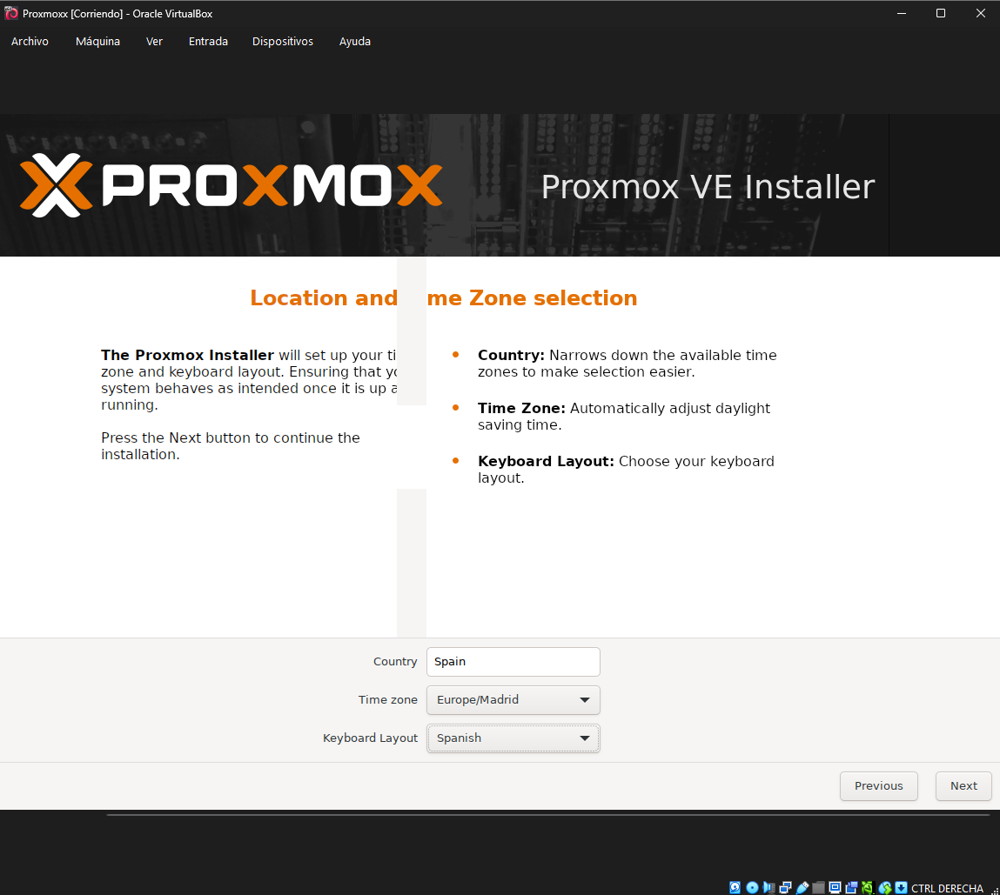 Proxmoxx [Corriendo] - Oracle VirtualBox
Archivo Máquina Ver Entrada Dispositivos Ayuda
PROXMOX
Proxmox VE Installer
Location and me Zone selection
The Proxmox Installer will set up your ti
zone and keyboard layout. Ensuring that yo
system behaves as intended once it is up a
running.
Press the Next button to continue the
installation.
• Country: Narrows down the available time
zones to make selection easier.
• Time Zone: Automatically adjust daylight
saving time.
• Keyboard Layout: Choose your keyboard
layout.
Country Spain
Time zone Europe/Madrid
Keyboard Layout Spanish
Previous Next
CTRL DERECHA